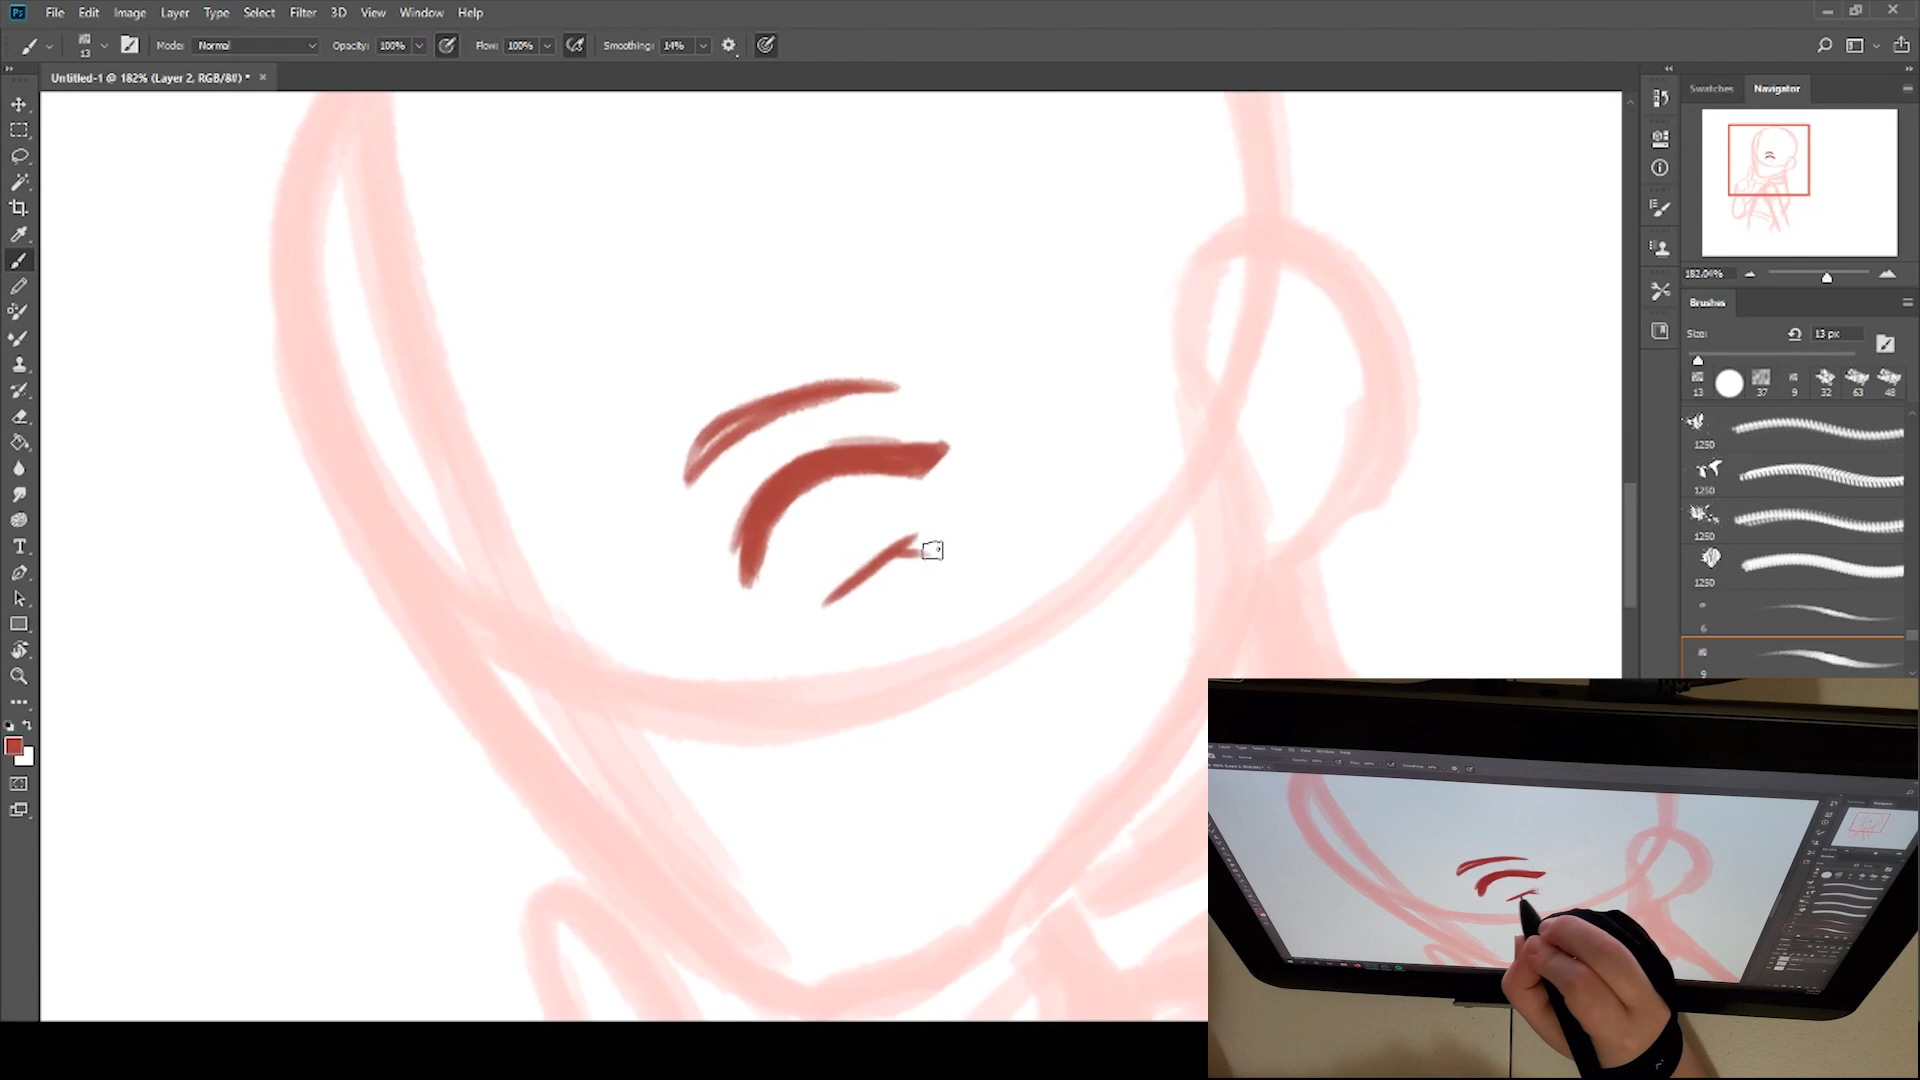 Ps File Edit Image Layer Type Select Filter 3D View Window Help
13 Mode: Normal Opacity: 100% Flow: 100% Smoothing: 14%
Untitled-1 @ 182% (Layer 2, RGB/8#) *
Swatches Navigator
182.04%
Brushes
Size: 13 px
13 37 9 32 63 48
1250
1250
1250
1250
6
9